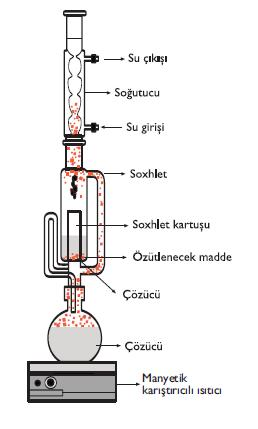 Su çıkışı
Soğutucu
Su girişi
Soxhlet
Soxhlet kartuşu
Özütlenecek madde
Çözücü
Çözücü
Manyetik
karıştırıcılı ısıtıcı